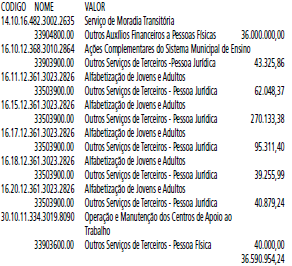 CODIGO NOME VALOR
14.10.16.482.3002.2635 Serviço de Moradia Transitória
33904800.00 Outros Auxílios Financeiros a Pessoas Físicas 36.000.000,00
16.10.12.368.3010.2864 Ações Complementares do Sistema Municipal de Ensino
33903900.00 Outros Serviços de Terceiros -Pessoa Jurídica 43.325,86
16.11.12.361.3023.2826 Alfabetização de Jovens e Adultos
33503900.00 Outros Serviços de Terceiros - Pessoa Jurídica 62.048,37
16.15.12.361.3023.2826 Alfabetização de Jovens e Adultos
33503900.00 Outros Serviços de Terceiros - Pessoa Jurídica 270.133,38
16.17.12.361.3023.2826 Alfabetização de Jovens e Adultos
33503900.00 Outros Serviços de Terceiros - Pessoa Jurídica 95.311,40
16.18.12.361.3023.2826 Alfabetização de Jovens e Adultos
33503900.00 Outros Serviços de Terceiros - Pessoa Jurídica 39.255,99
16.20.12.361.3023.2826 Alfabetização de Jovens e Adultos
33503900.00 Outros Serviços de Terceiros - Pessoa Jurídica 40.879,24
30.10.11.334.3019.8090 Operação e Manutenção dos Centros de Apoio ao
Trabalho
33903600.00 Outros Serviços de Terceiros - Pessoa Física 40.000,00
36.590.954,24